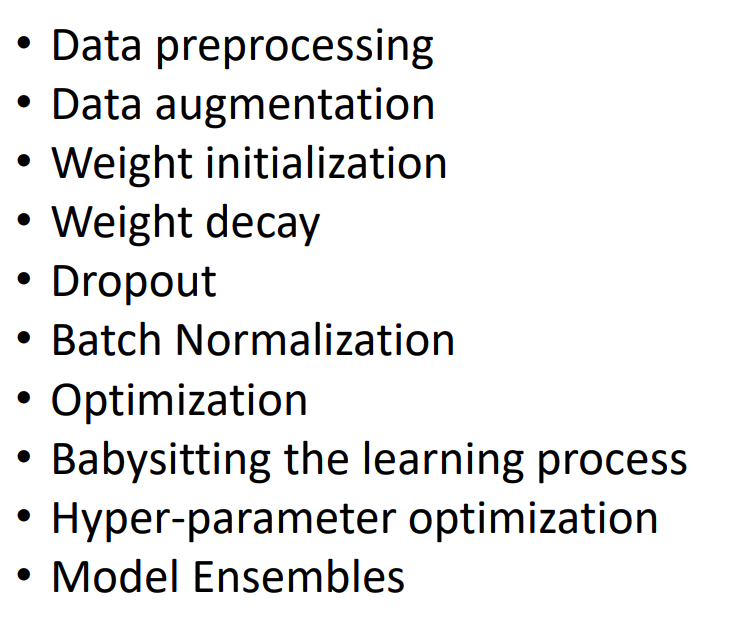 • Data preprocessing
• Data augmentation
• Weight initialization
• Weight decay
• Dropout
• Batch Normalization
• Optimization
• Babysitting the learning process
• Hyper-parameter optimization
• Model Ensembles